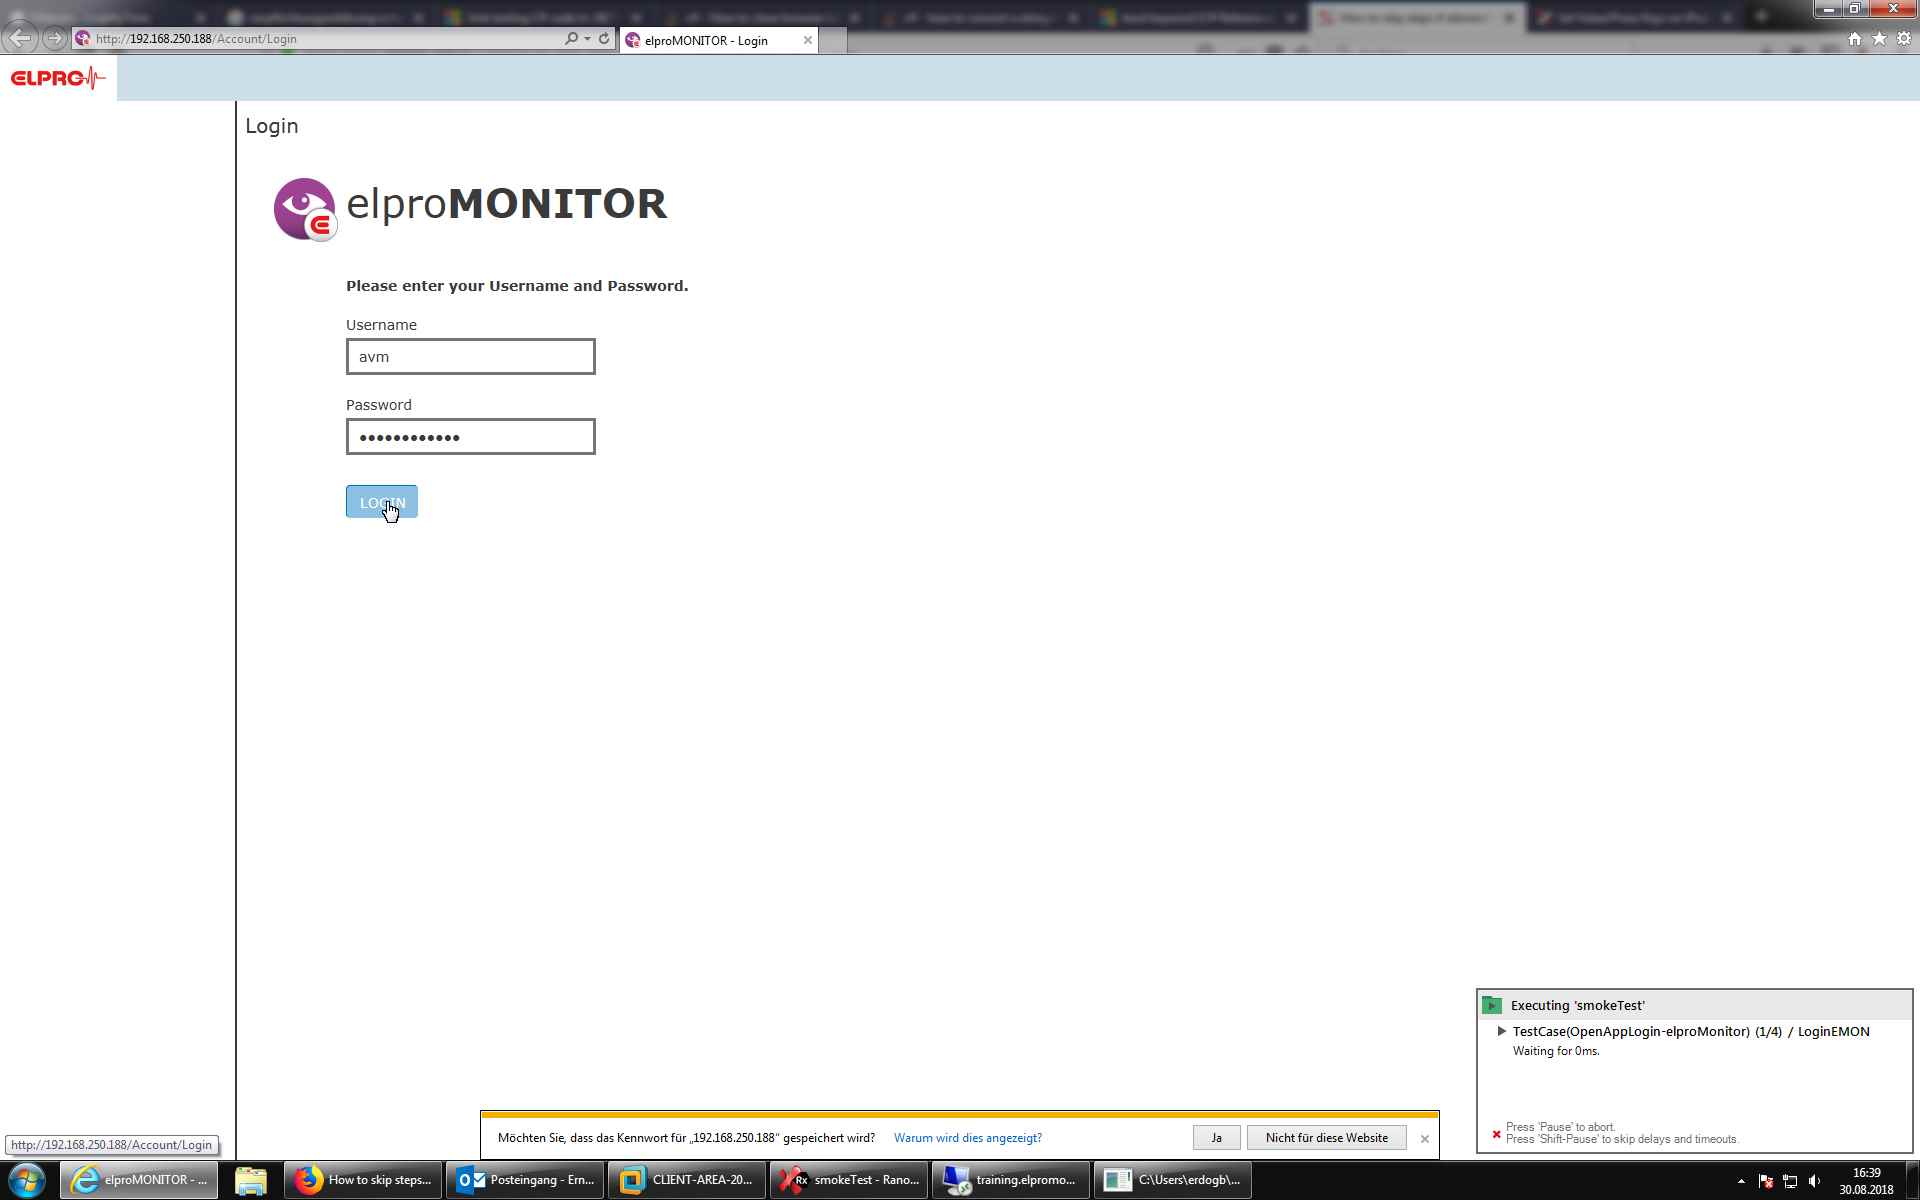 http://192.168.250.188/Account/Login
elproMONITOR - Login
ELPRO
Login
elproMONITOR
Please enter your Username and Password.
Username
avm
Password
LOGIN
Executing 'smokeTest'
TestCase(OpenAppLogin-elproMonitor) (1/4) / LoginEMON
Waiting for 0ms.
Press 'Pause' to abort.
Press 'Shift-Pause' to skip delays and timeouts.
Möchten Sie, dass das Kennwort für „192.168.250.188“ gespeichert wird? Warum wird dies angezeigt? Ja Nicht für diese Website
http://192.168.250.188/Account/Login
elproMONITOR - ... How to skip steps... Posteingang - Ern... CLIENT-AREA-20... smokeTest - Rano... training.elpromo... C:\Users\erdogb\...
16:39
30.08.2018